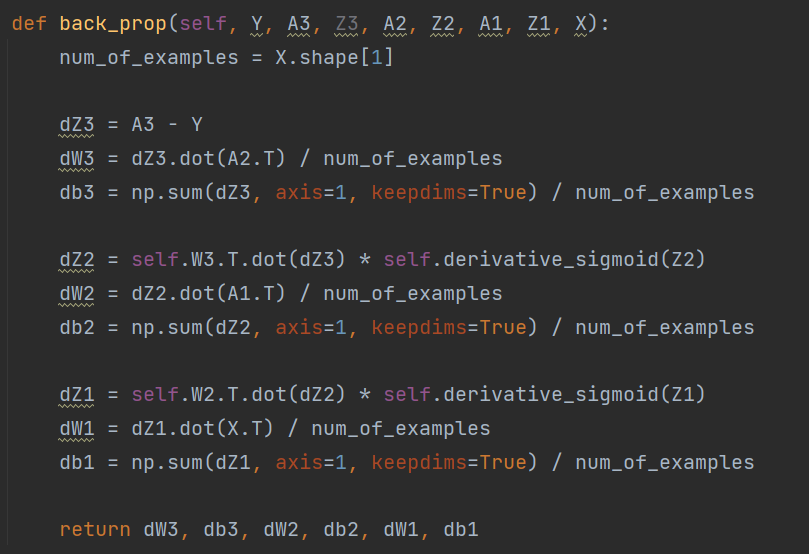 def back_prop(self, Y, A3, Z3, A2, Z2, A1, Z1, X):
    num_of_examples = X.shape[1]

    dZ3 = A3 - Y
    dW3 = dZ3.dot(A2.T) / num_of_examples
    db3 = np.sum(dZ3, axis=1, keepdims=True) / num_of_examples

    dZ2 = self.W3.T.dot(dZ3) * self.derivative_sigmoid(Z2)
    dW2 = dZ2.dot(A1.T) / num_of_examples
    db2 = np.sum(dZ2, axis=1, keepdims=True) / num_of_examples

    dZ1 = self.W2.T.dot(dZ2) * self.derivative_sigmoid(Z1)
    dW1 = dZ1.dot(X.T) / num_of_examples
    db1 = np.sum(dZ1, axis=1, keepdims=True) / num_of_examples

    return dW3, db3, dW2, db2, dW1, db1